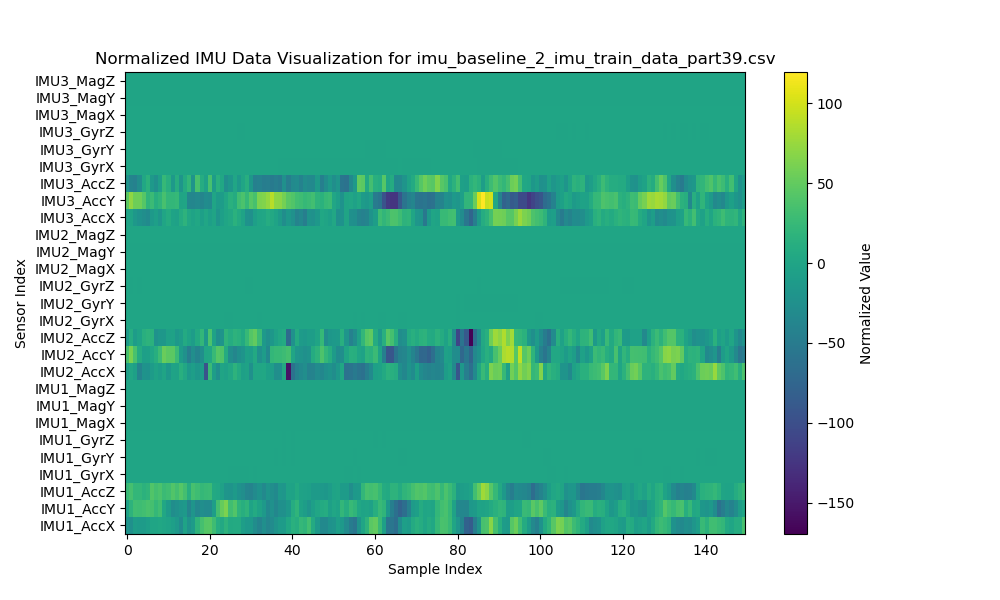 Normalized IMU Data Visualization for imu_baseline_2_imu_train_data_part39.csv
IMU3_MagZ
IMU3_MagY
IMU3_MagX
IMU3_GyrZ
IMU3_GyrY
IMU3_GyrX
IMU3_AccZ
IMU3_AccY
IMU3_AccX
IMU2_MagZ
IMU2_MagY
IMU2_MagX
IMU2_GyrZ
IMU2_GyrY
IMU2_GyrX
IMU2_AccZ
IMU2_AccY
IMU2_AccX
IMU1_MagZ
IMU1_MagY
IMU1_MagX
IMU1_GyrZ
IMU1_GyrY
IMU1_GyrX
IMU1_AccZ
IMU1_AccY
IMU1_AccX
Sensor Index
0 20 40 60 80 100 120 140
Sample Index
100
50
0
−50
−100
−150
Normalized Value